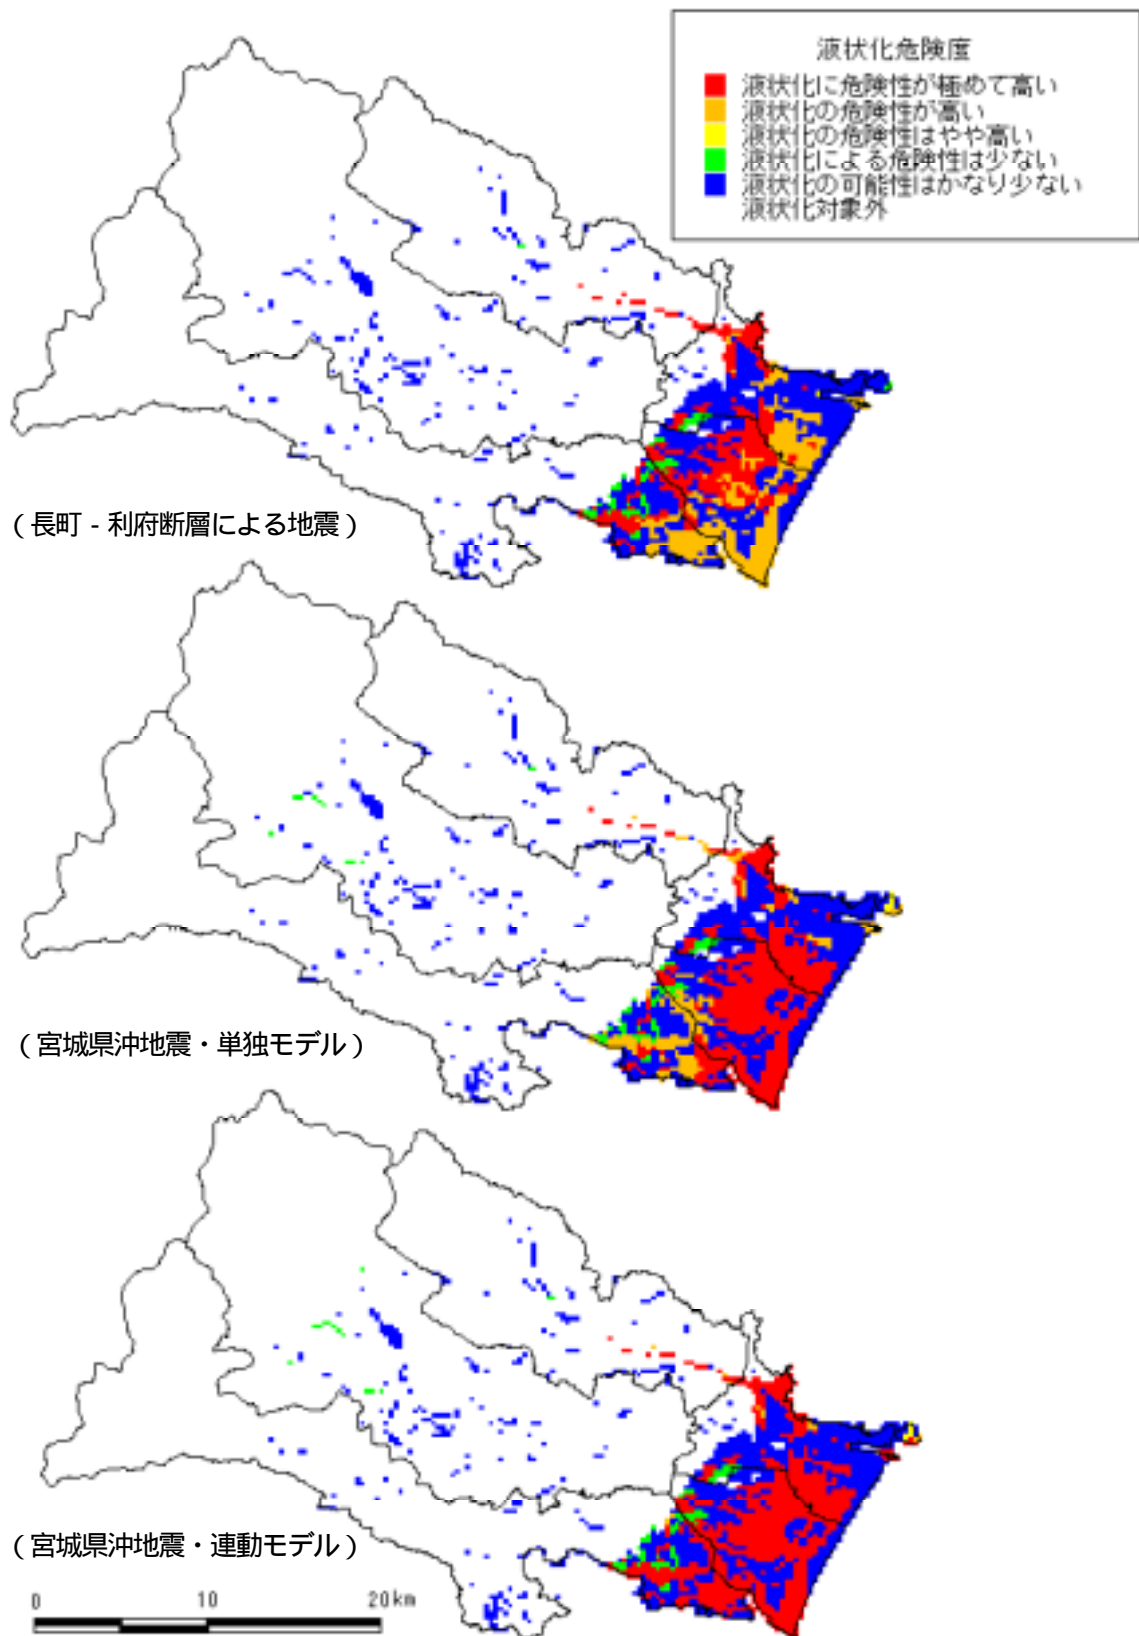 液状化危険度
液状化に危険性が極めて高い
液状化の危険性が高い
液状化の危険性はやや高い
液状化による危険性は少ない
液状化の可能性はかなり少ない
液状化対象外
(長町-利府断層による地震)
(宮城県沖地震・単独モデル)
(宮城県沖地震・連動モデル)
0 10 20km